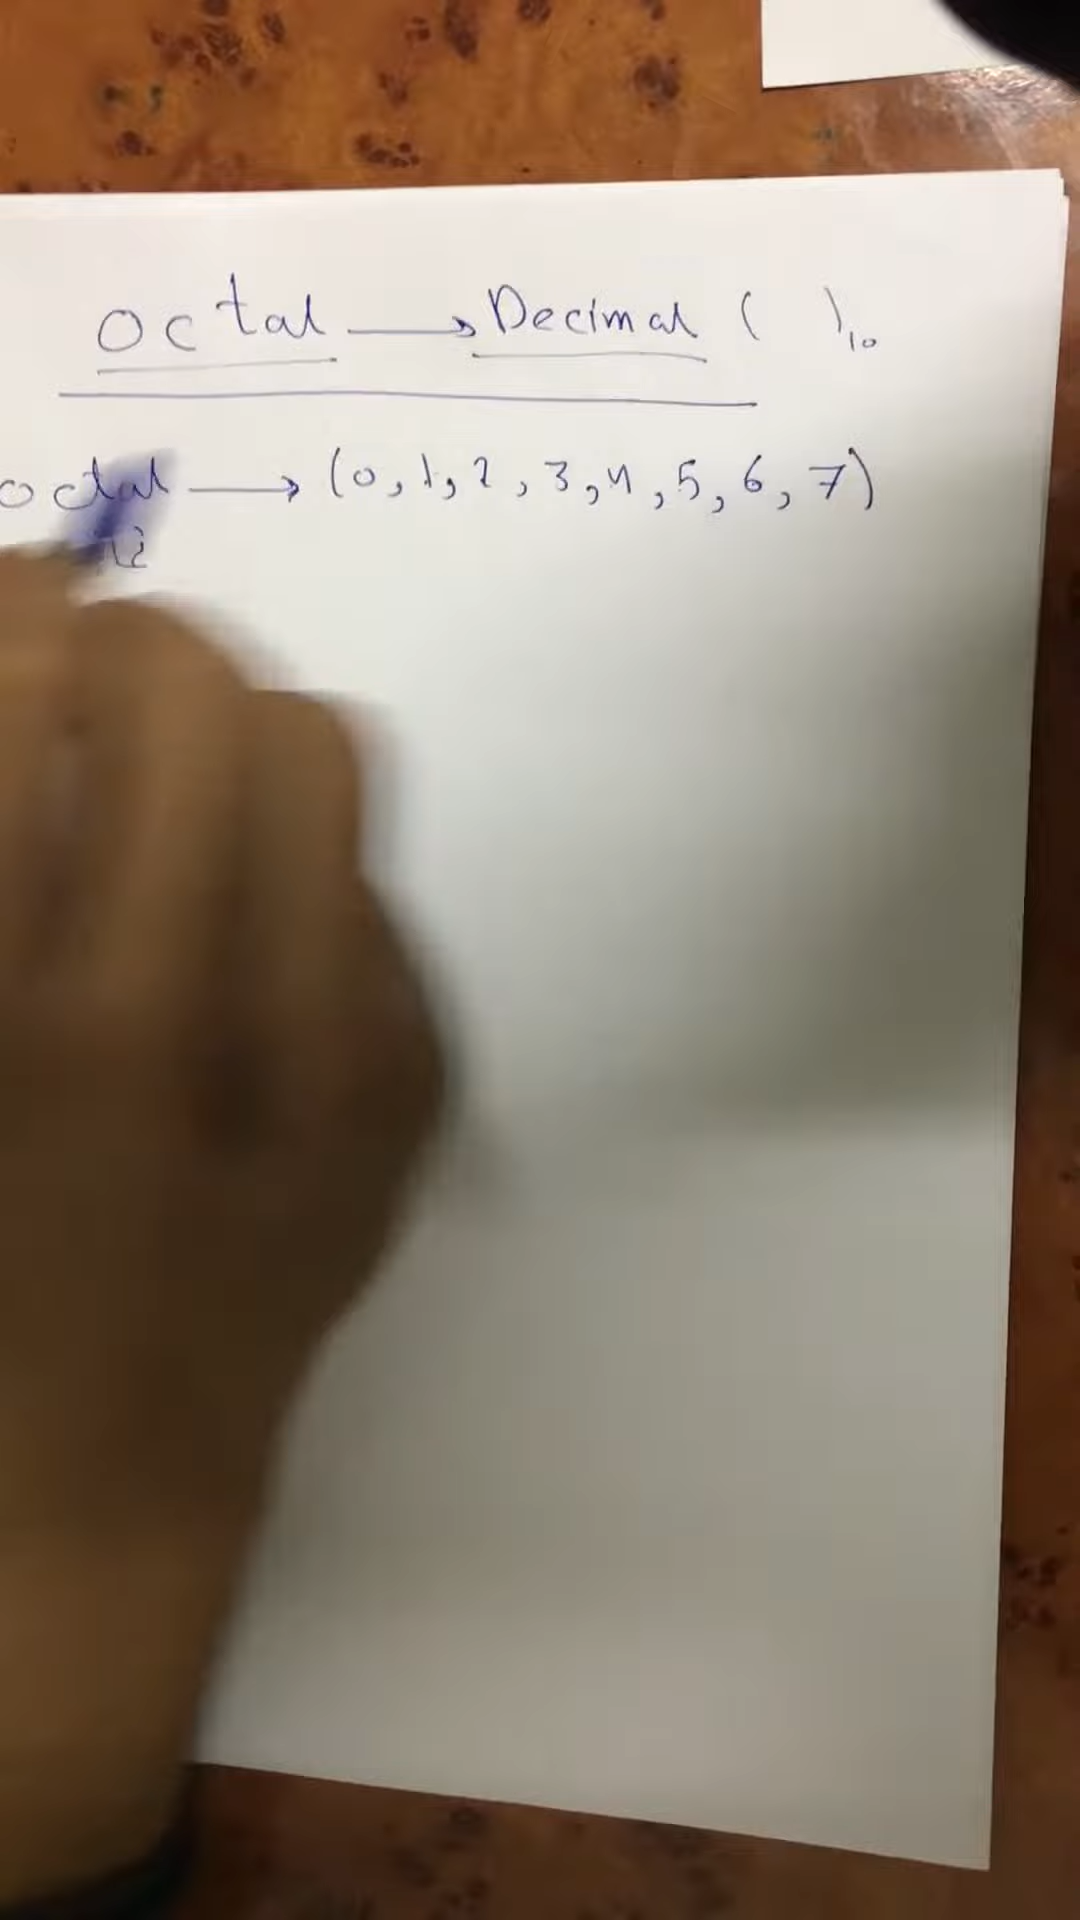 Octal → Decimal ( )₁₀
octal → (0, 1, 2, 3, 4, 5, 6, 7)